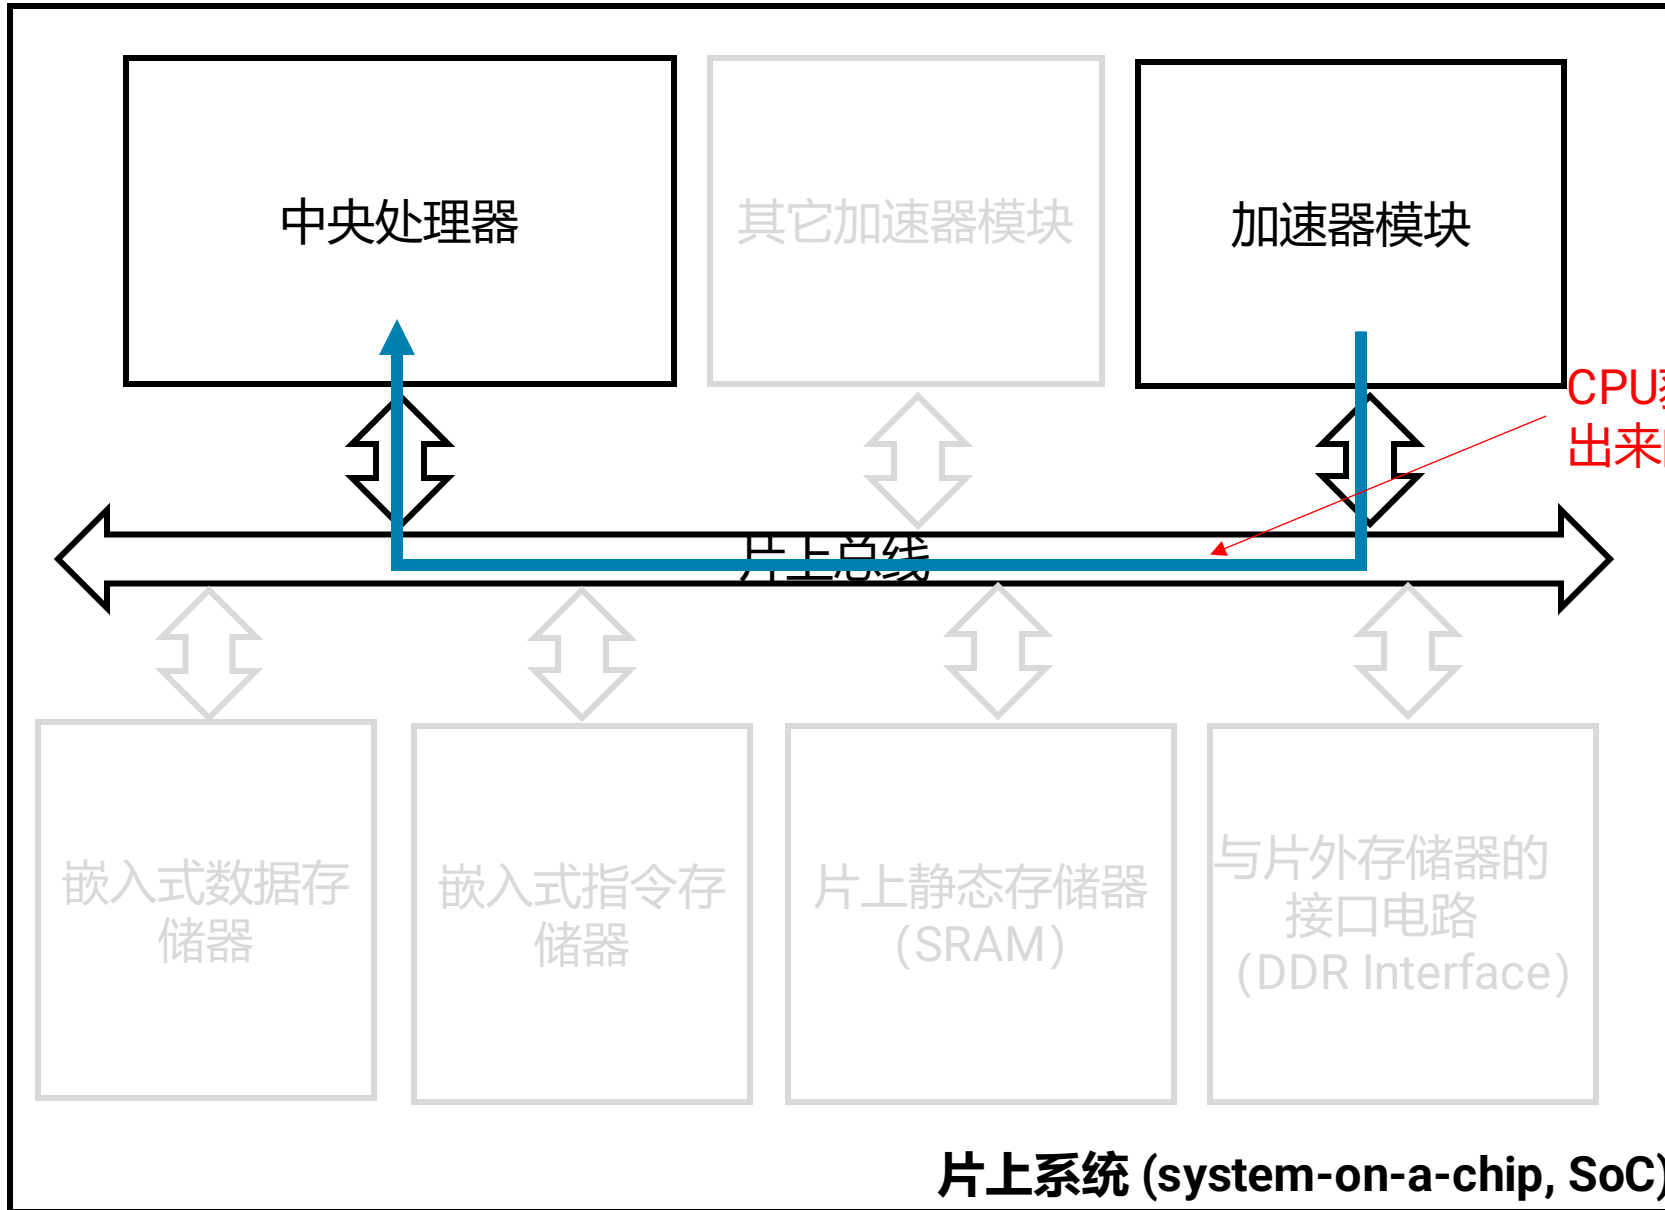 中央处理器
其它加速器模块
加速器模块
CPU
出来
片上总线
嵌入式数据存
储器
嵌入式指令存
储器
片上静态存储器
(SRAM)
与片外存储器的
接口电路
(DDR Interface)
片上系统 (system-on-a-chip, SoC)